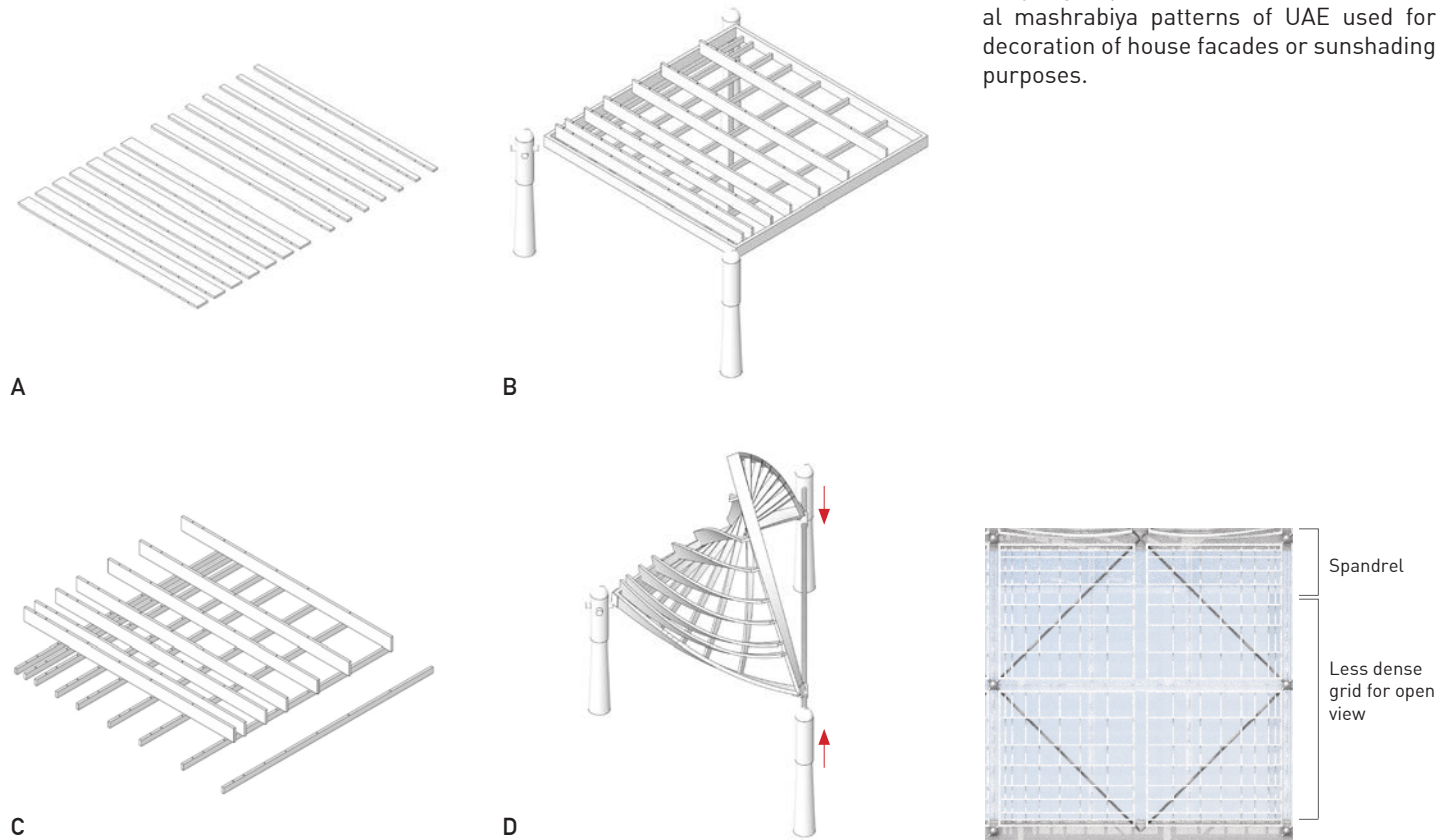 al mashrabiya patterns of UAE used for
decoration of house facades or sunshading
purposes.
A
B
C
D
Spandrel
Less dense
grid for open
view